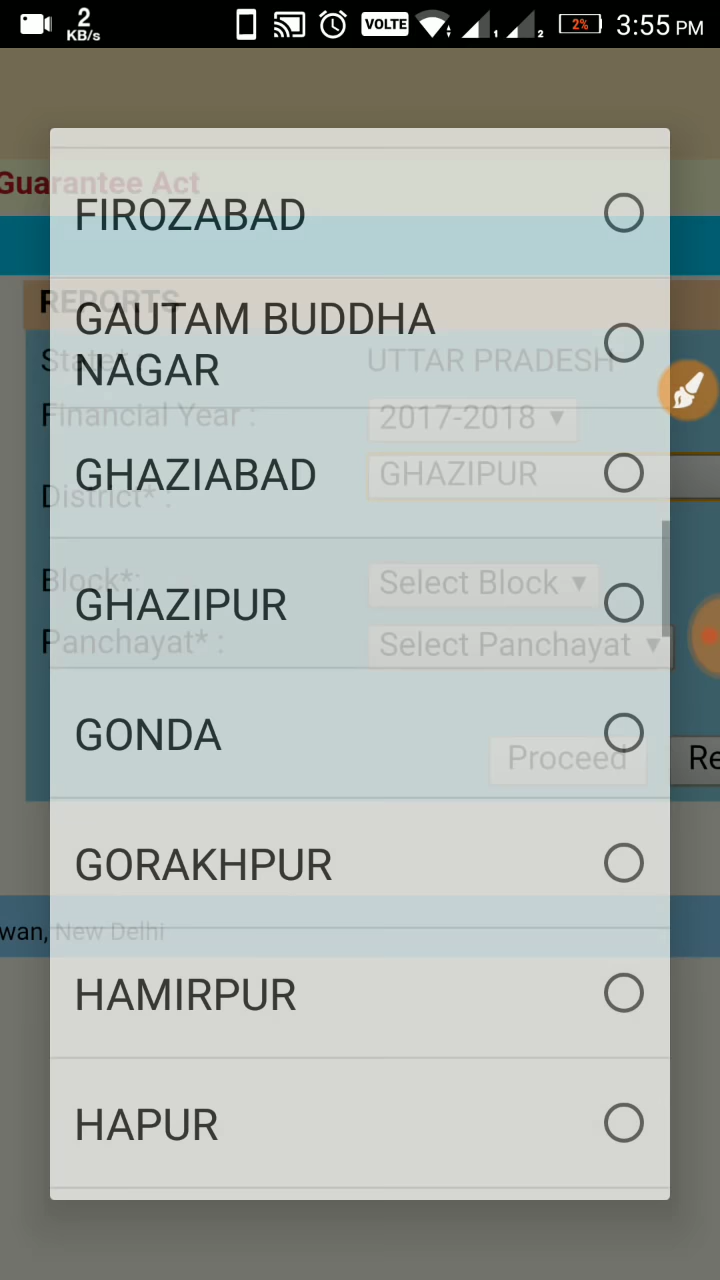 2
KB/s
VOLTE
1
2
2%
3:55 PM
Guarantee Act
FIROZABAD
REPORTS
GAUTAM BUDDHA
NAGAR
State
UTTAR PRADESH
Financial Year :
2017-2018
GHAZIABAD
District* :
GHAZIPUR
Block*:
Select Block
GHAZIPUR
Panchayat* :
Select Panchayat
GONDA
Proceed
Re
GORAKHPUR
wan, New Delhi
HAMIRPUR
HAPUR